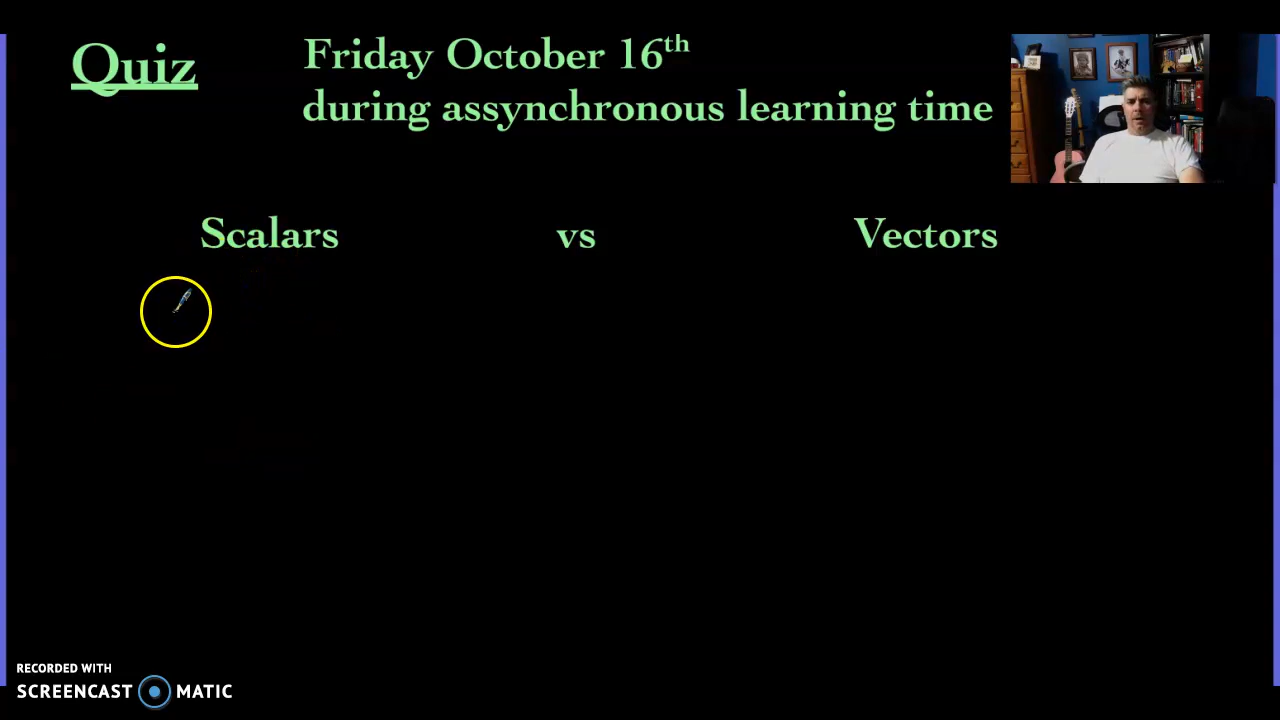 Quiz
Friday October 16th
during assynchronous learning time
Scalars vs Vectors
RECORDED WITH
SCREENCAST MATIC